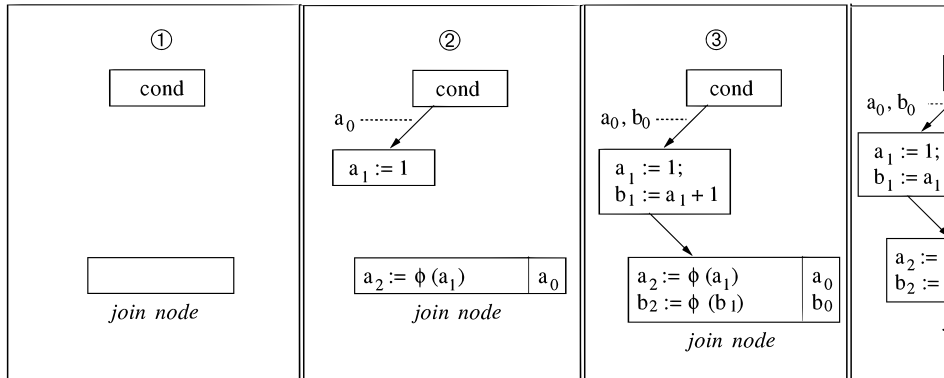 ①
cond
join node
②
cond
a₀
a₁ := 1
a₂ := ϕ (a₁) a₀
join node
③
cond
a₀, b₀
a₁ := 1;
b₁ := a₁ + 1
a₂ := ϕ (a₁) a₀
b₂ := ϕ (b₁) b₀
join node
a₀, b₀
a₁ := 1;
b₁ := a₁
a₂ :=
b₂ :=